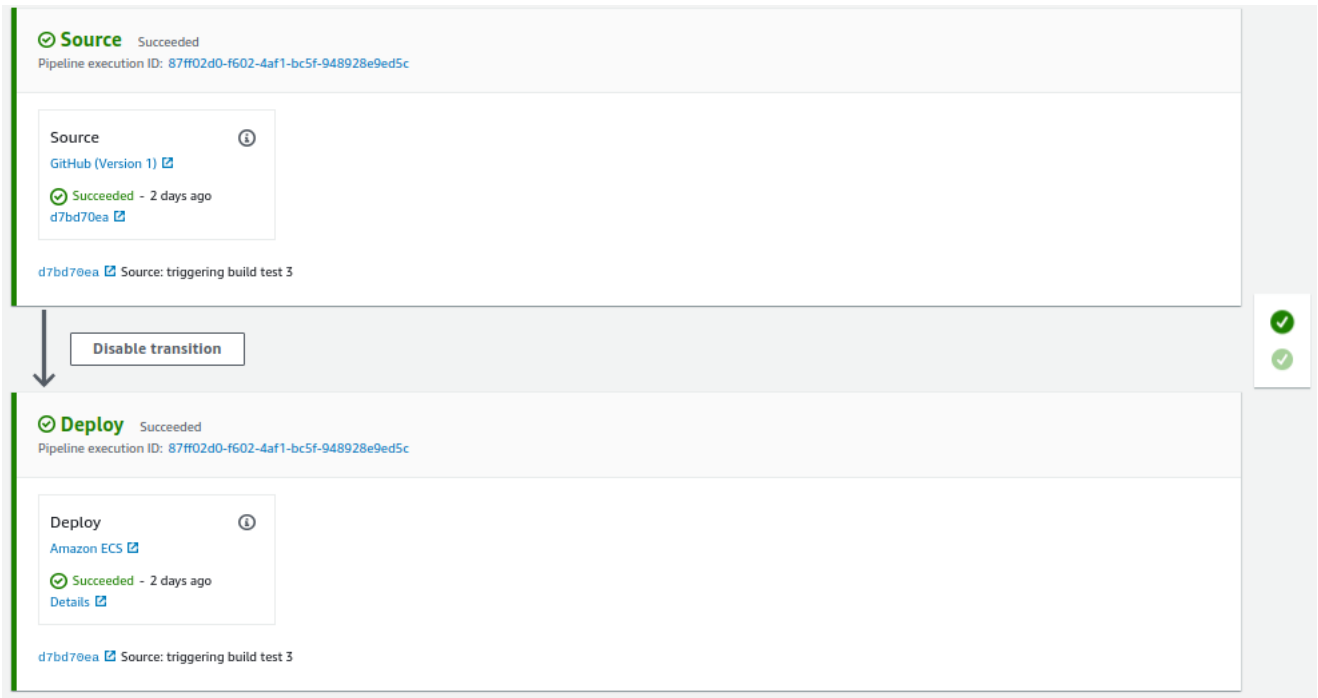 Source Succeeded
Pipeline execution ID: 87ff02d0-f602-4af1-bc5f-948928e9ed5c
Source
GitHub (Version 1)
Succeeded - 2 days ago
d7bd70ea
d7bd70ea Source: triggering build test 3
Disable transition
Deploy Succeeded
Pipeline execution ID: 87ff02d0-f602-4af1-bc5f-948928e9ed5c
Deploy
Amazon ECS
Succeeded - 2 days ago
Details
d7bd70ea Source: triggering build test 3